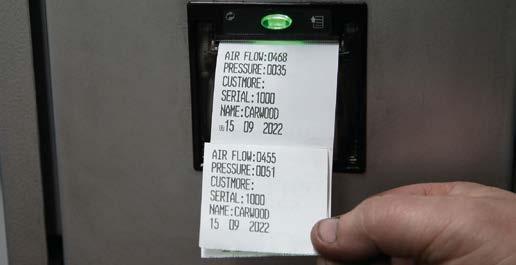 AIR FLOW:0468
PRESSURE:0035
CUSTMORE:
SERIAL:1000
NAME:CARWOOD
15 09 2022
AIR FLOW:0455
PRESSURE:0051
CUSTMORE:
SERIAL:1000
NAME:CARWOOD
15 09 2022